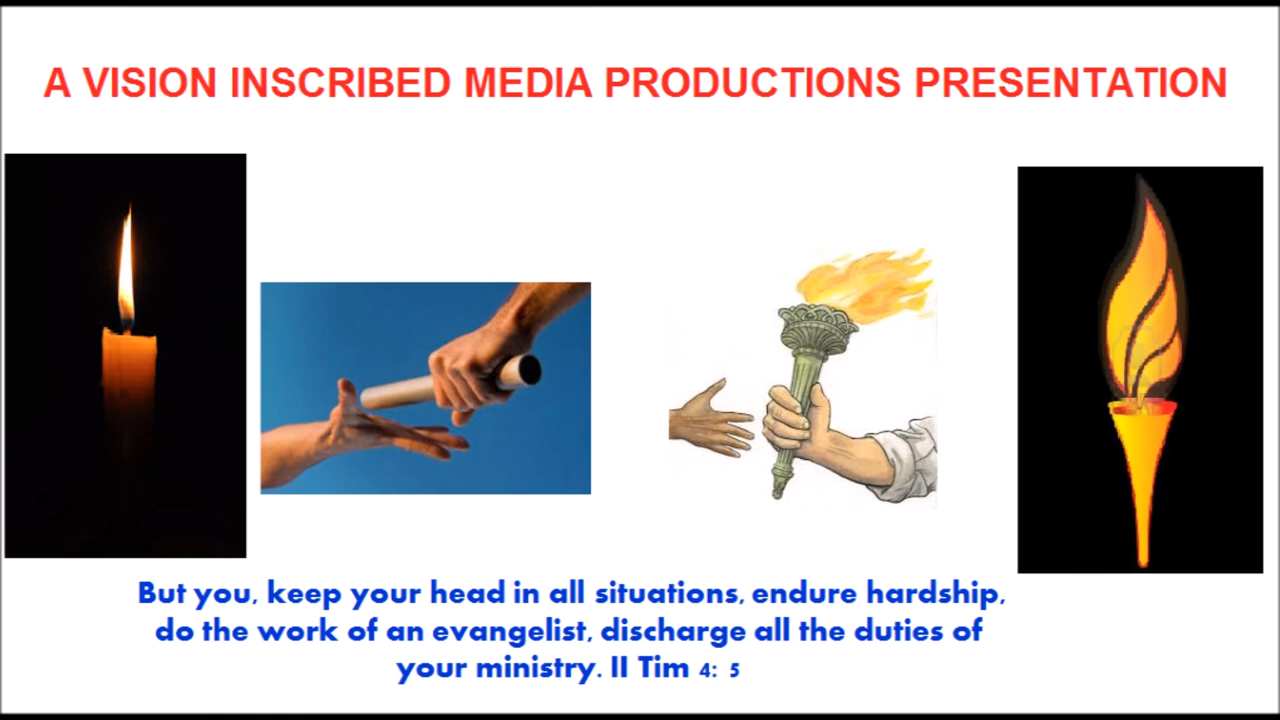 A VISION INSCRIBED MEDIA PRODUCTIONS PRESENTATION
But you, keep your head in all situations, endure hardship,
do the work of an evangelist, discharge all the duties of
your ministry. II Tim 4: 5